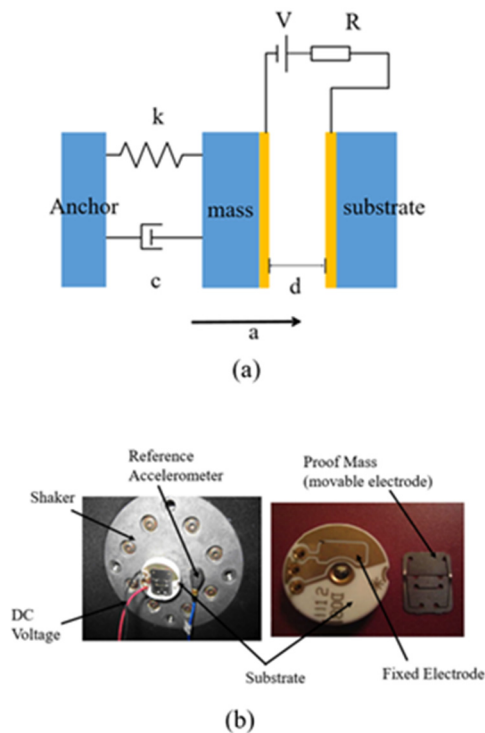 V
R
k
Anchor
mass
substrate
c
d
a
(a)
Reference
Accelerometer
Shaker
Proof Mass
(movable electrode)
DC
Voltage
Substrate
Fixed Electrode
(b)